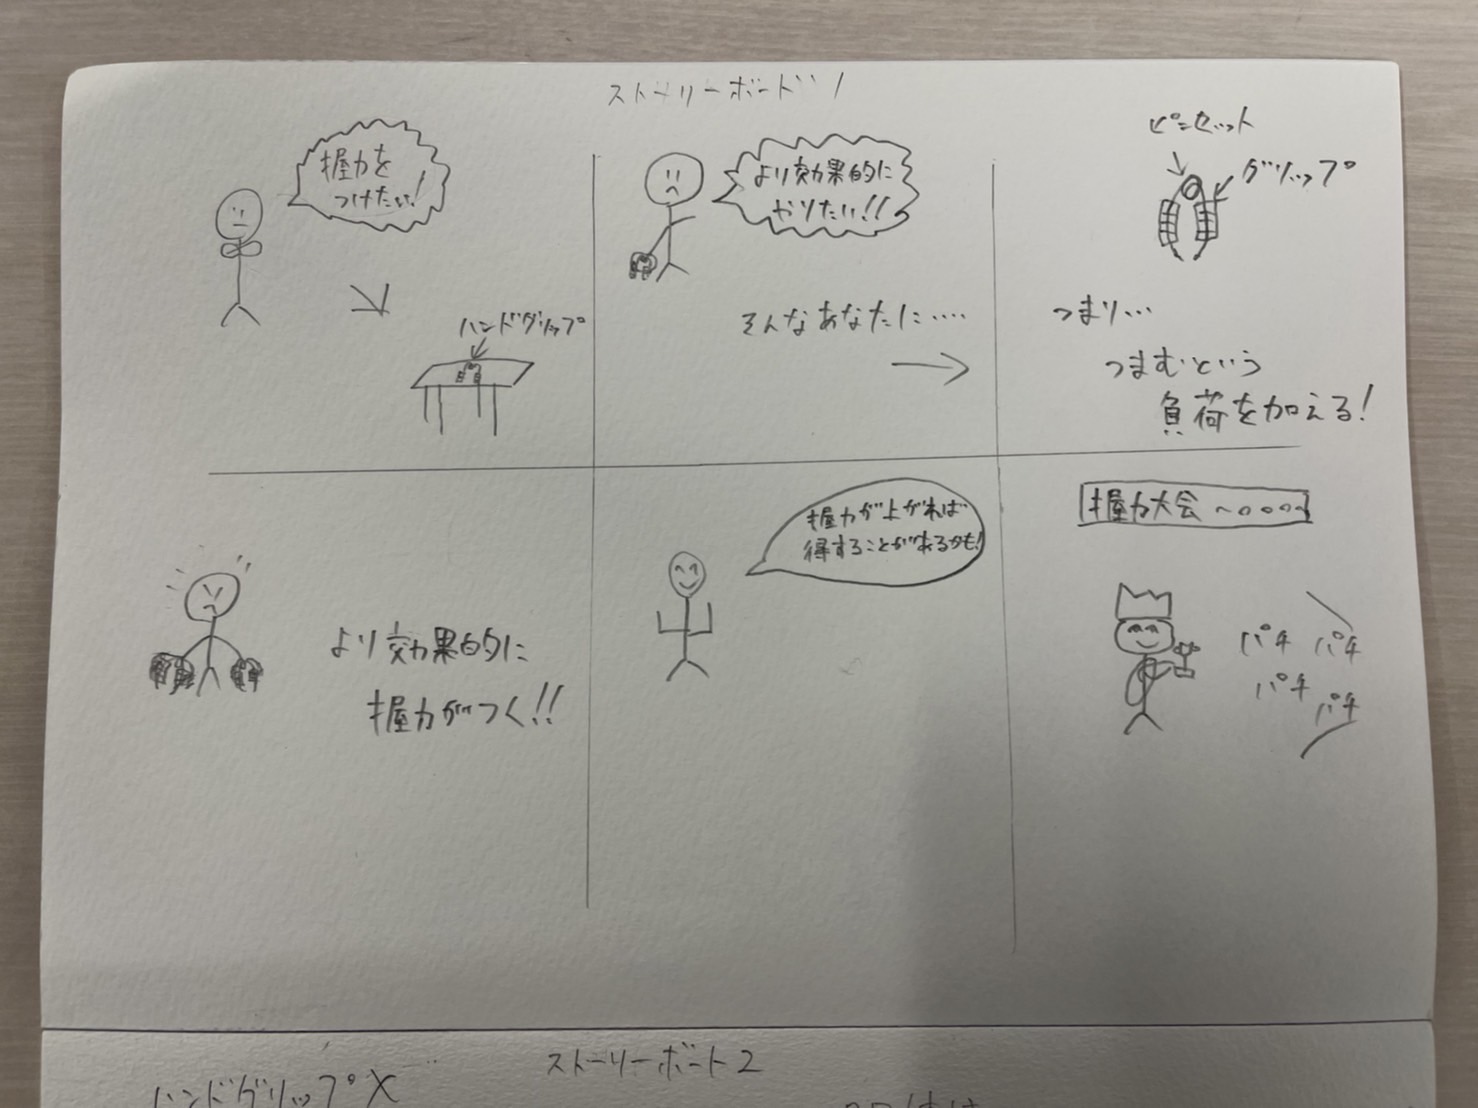 ストーリーボード1
握力を
つけたい!
ハンドグリップ
より効果的に
やりたい!!
そんなあなたに‥‥
ピンセット
グリップ
つまり…
つまむという
負荷を加える!
より効果的に
握力がつく!!
握力が上がれば
得することがあるかも!
握力大会
パチ パチ
パチ
パチ
ストーリーボード2
ハンドグリップ×